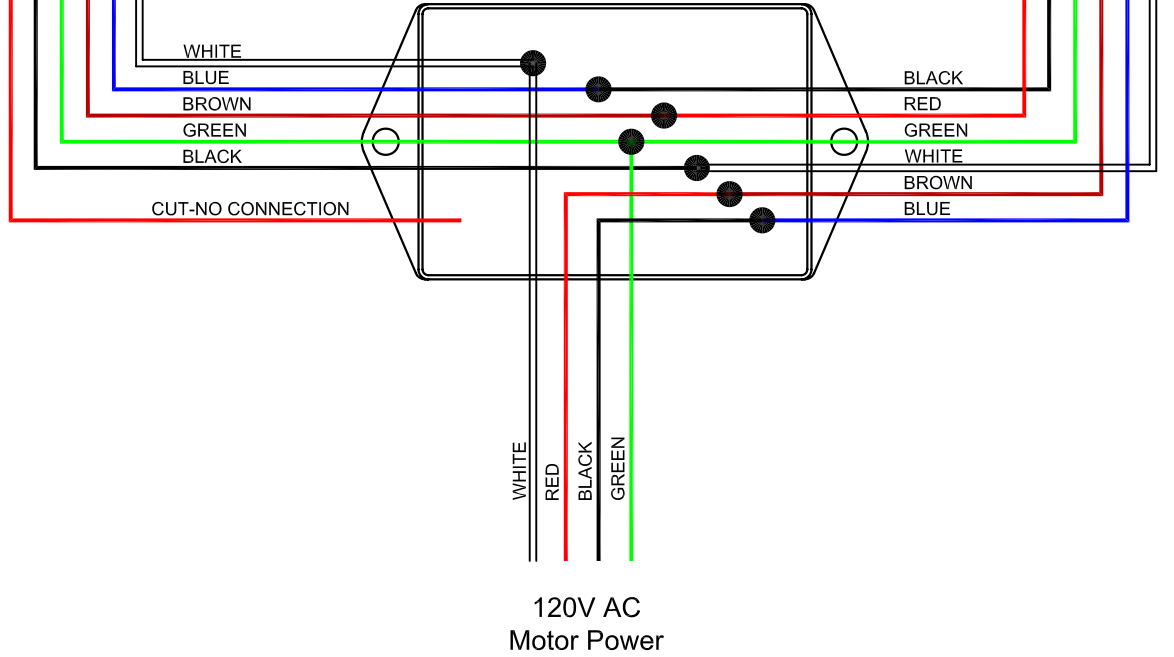 WHITE
BLUE
BLACK
BROWN
RED
GREEN
GREEN
BLACK
WHITE
BROWN
CUT-NO CONNECTION
BLUE
WHITE
RED
BLACK
GREEN
120V AC
Motor Power